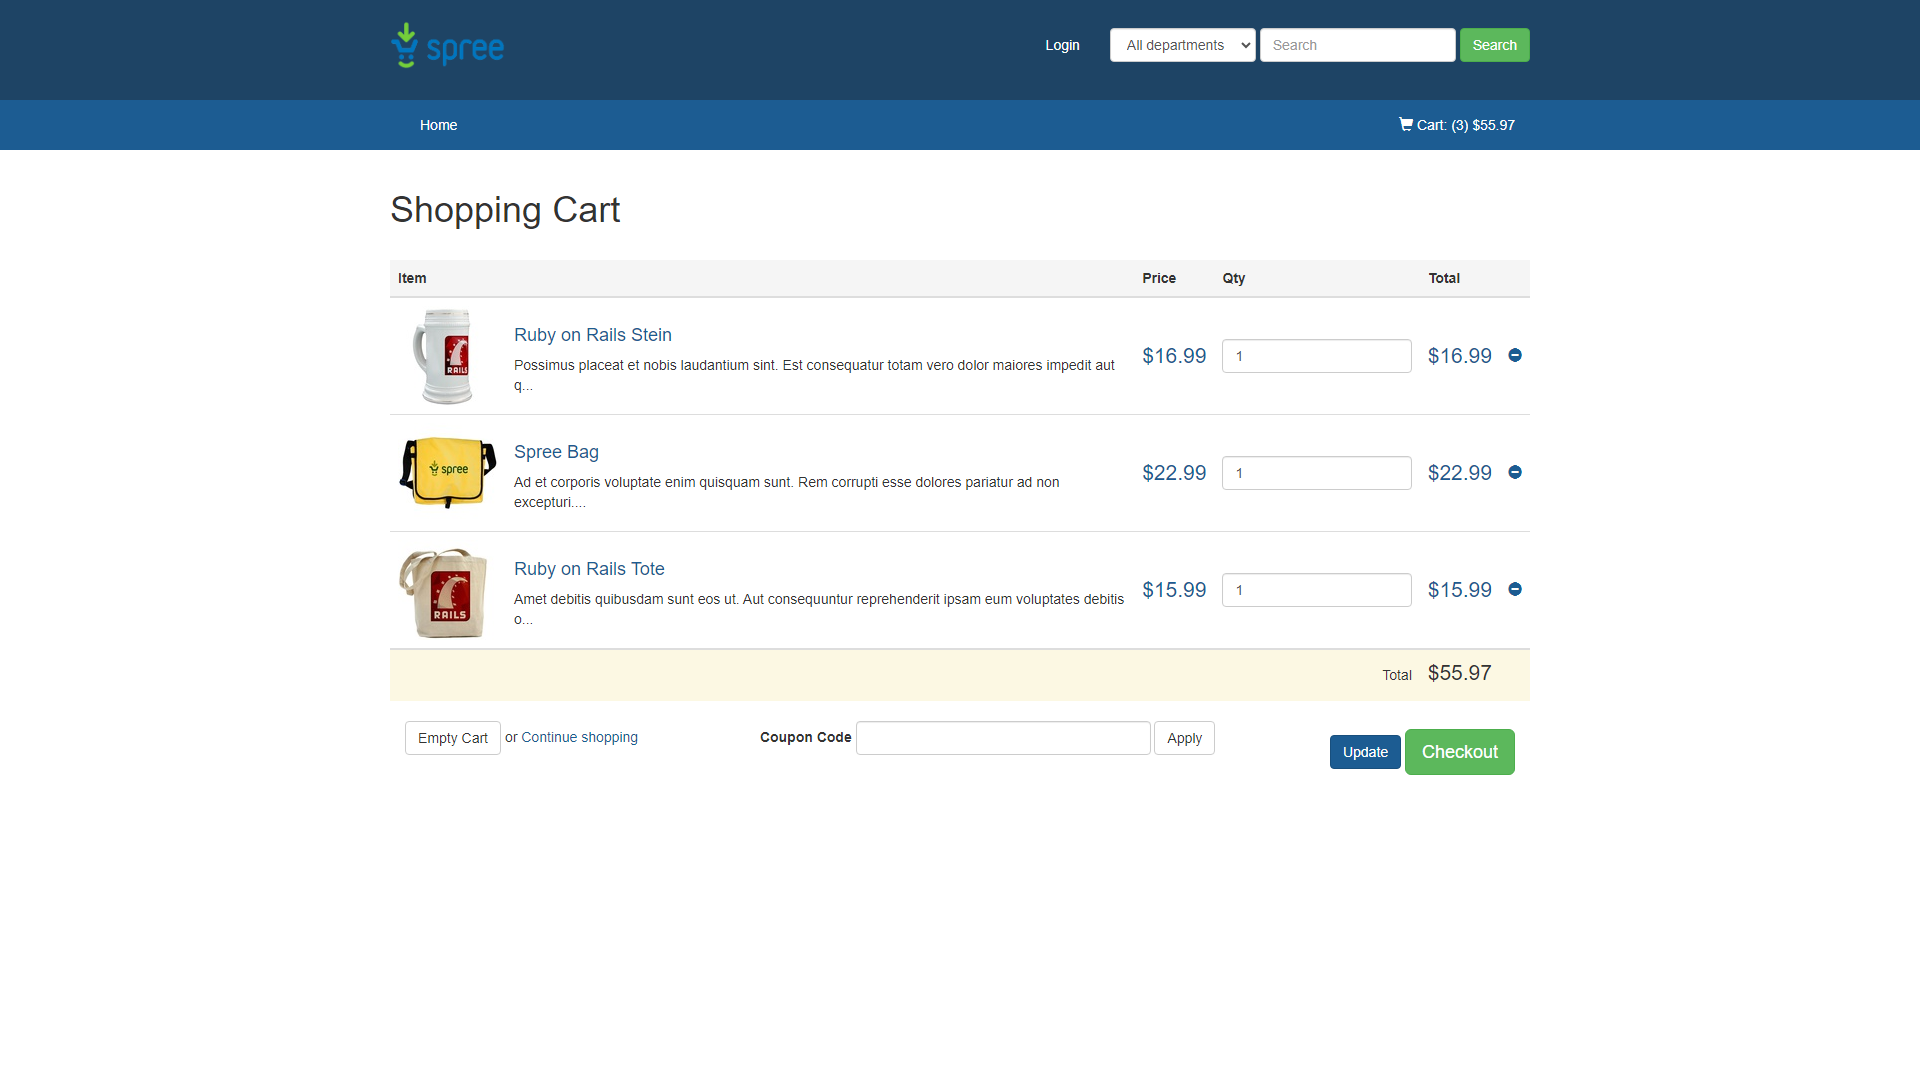 spree
Login
All departments
Search
Search
Home
Cart: (3) $55.97
Shopping Cart
Item Price Qty Total
RAILS
Ruby on Rails Stein
Possimus placeat et nobis laudantium sint. Est consequatur totam vero dolor maiores impedit aut
q...
$16.99 1 $16.99
spree
Spree Bag
Ad et corporis voluptate enim quisquam sunt. Rem corrupti esse dolores pariatur ad non
excepturi....
$22.99 1 $22.99
RAILS
Ruby on Rails Tote
Amet debitis quibusdam sunt eos ut. Aut consequuntur reprehenderit ipsam eum voluptates debitis
o...
$15.99 1 $15.99
Total $55.97
Empty Cart or Continue shopping
Coupon Code
Apply
Update
Checkout